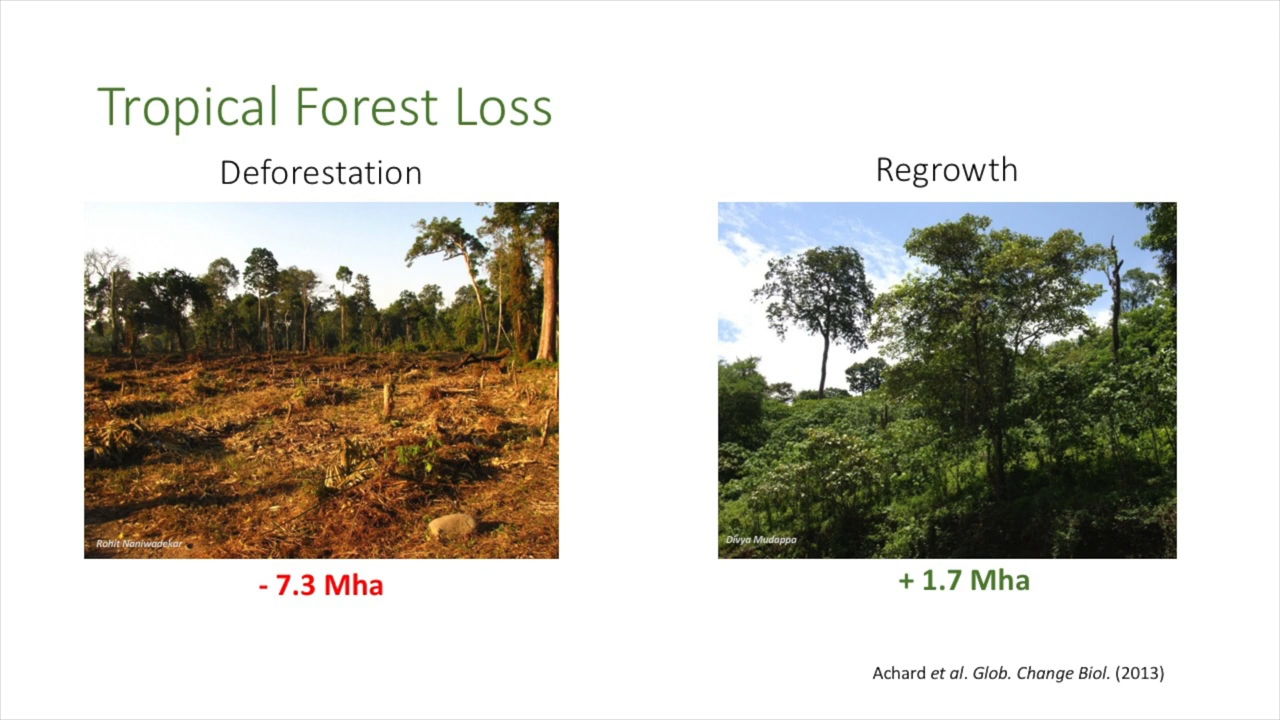 Tropical Forest Loss
Deforestation
Regrowth
Rohit Naniwadekar
Divya Mudappa
- 7.3 Mha
+ 1.7 Mha
Achard et al. Glob. Change Biol. (2013)